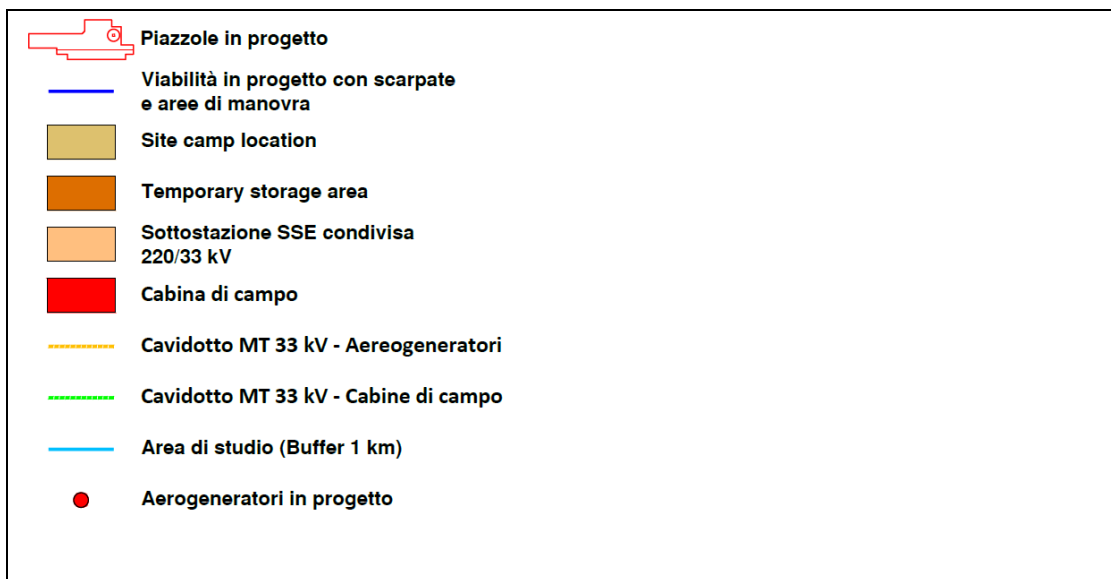 Piazzole in progetto
Viabilità in progetto con scarpate
e aree di manovra
Site camp location
Temporary storage area
Sottostazione SSE condivisa
220/33 kV
Cabina di campo
Cavidotto MT 33 kV - Aereogeneratori
Cavidotto MT 33 kV - Cabine di campo
Area di studio (Buffer 1 km)
Aerogeneratori in progetto